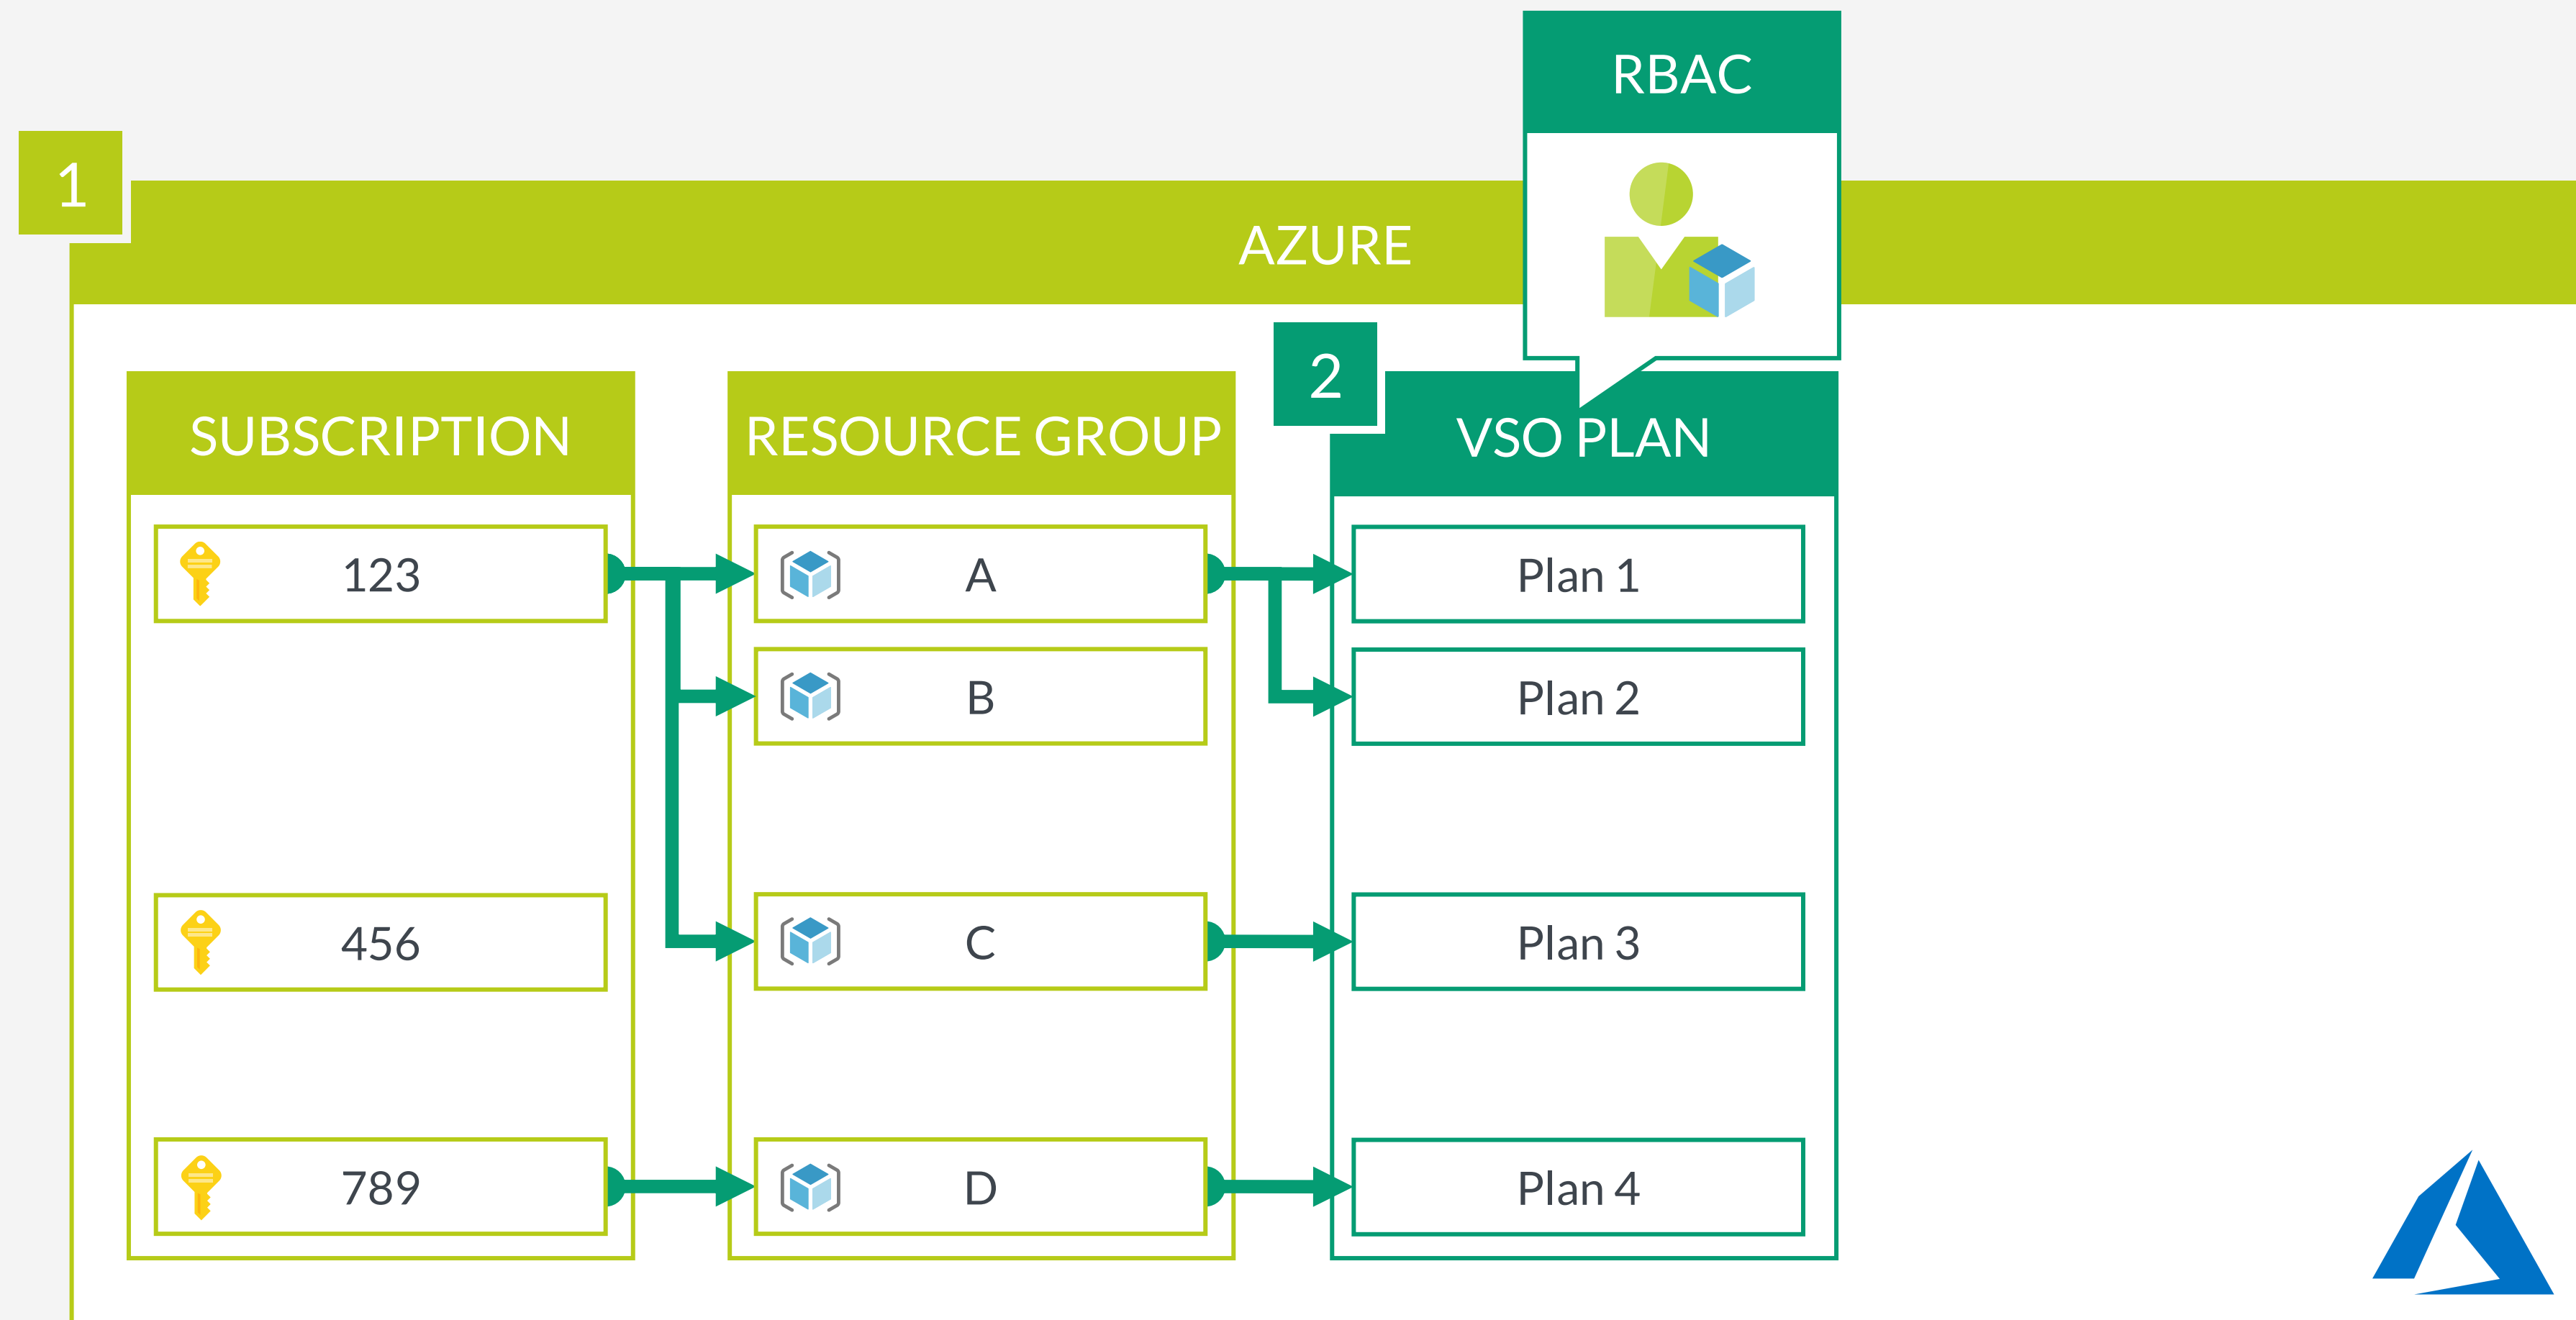 RBAC
1
AZURE
2
SUBSCRIPTION
RESOURCE GROUP
VSO PLAN
123
A
Plan 1
B
Plan 2
456
C
Plan 3
789
D
Plan 4